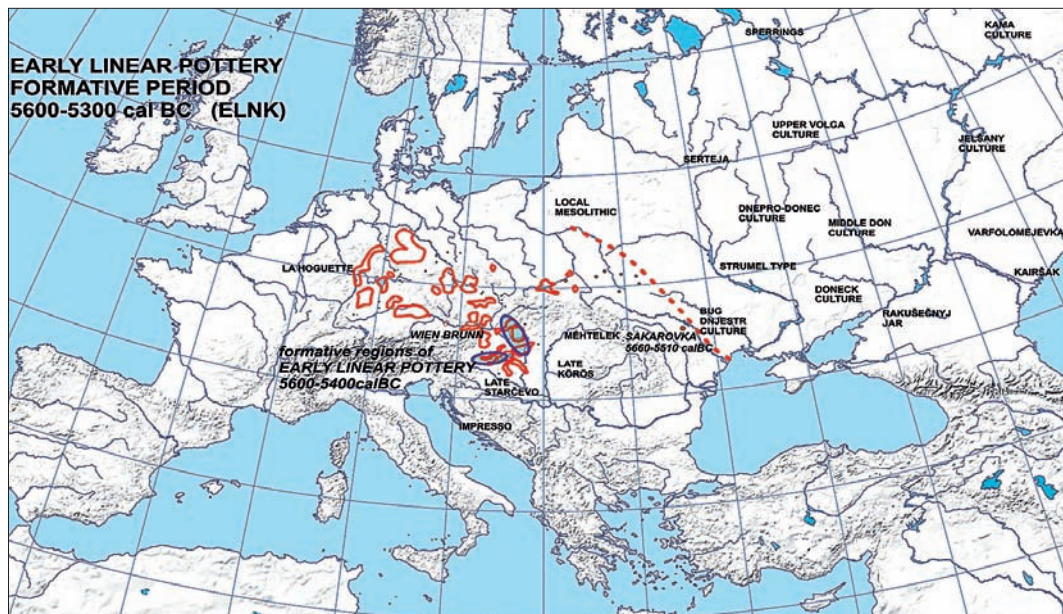 EARLY LINEAR POTTERY
FORMATIVE PERIOD
5600-5300 cal BC (ELNK)
SPERRINGS
KAMA
CULTURE
UPPER VOLGA
CULTURE
JELŠANY
CULTURE
SERTEJA
LOCAL
MESOLITHIC
DNEPRO-DONEC
CULTURE
MIDDLE DON
CULTURE
VARFOLOMEJEVKA
LA HOGUETTE
STRUMEL TYPE
KAIRŠAK
DONECK
CULTURE
RAKUŠEČNYJ
JAR
BUG
DNJESTR
CULTURE
WIEN BRUNN
MEHTELEK
SAKAROVKA
5660-5510 calBC
formative regions of
EARLY LINEAR POTTERY
5600-5400calBC
LATE
KÖRÖS
LATE
STARCEVO
IMPRESSO